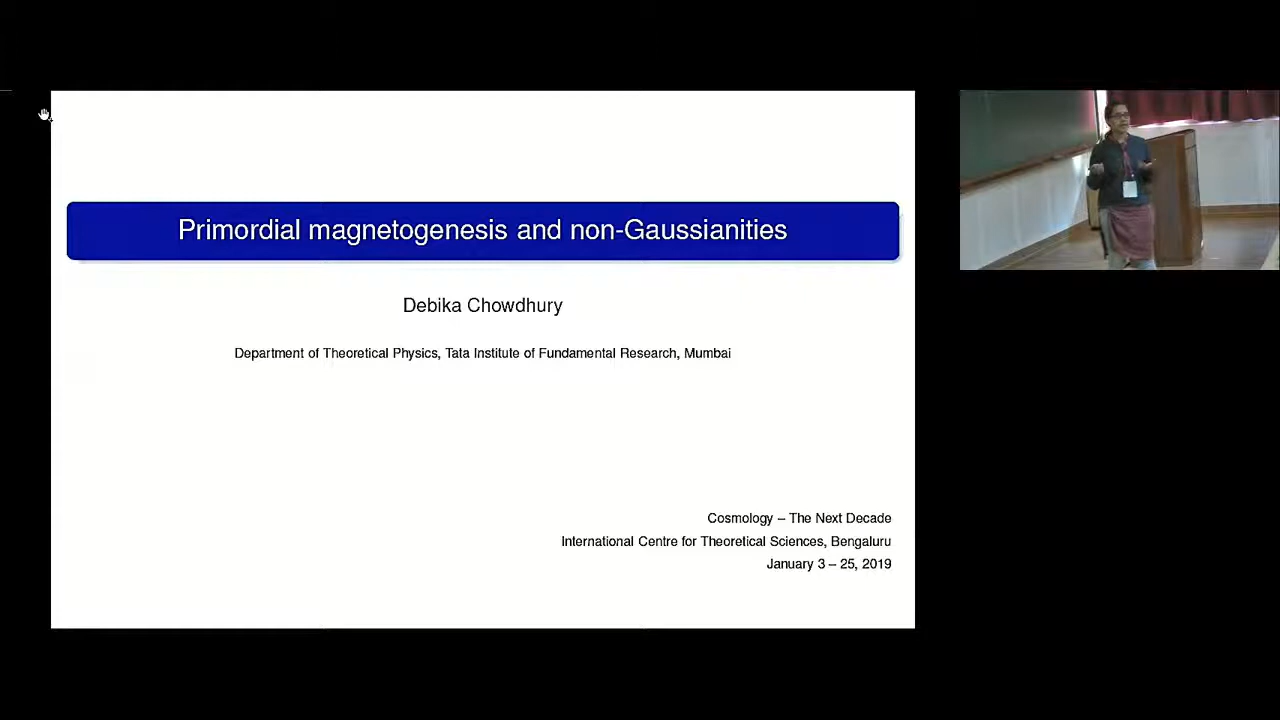 Primordial magnetogenesis and non-Gaussianities
Debika Chowdhury
Department of Theoretical Physics, Tata Institute of Fundamental Research, Mumbai
Cosmology – The Next Decade
International Centre for Theoretical Sciences, Bengaluru
January 3 – 25, 2019